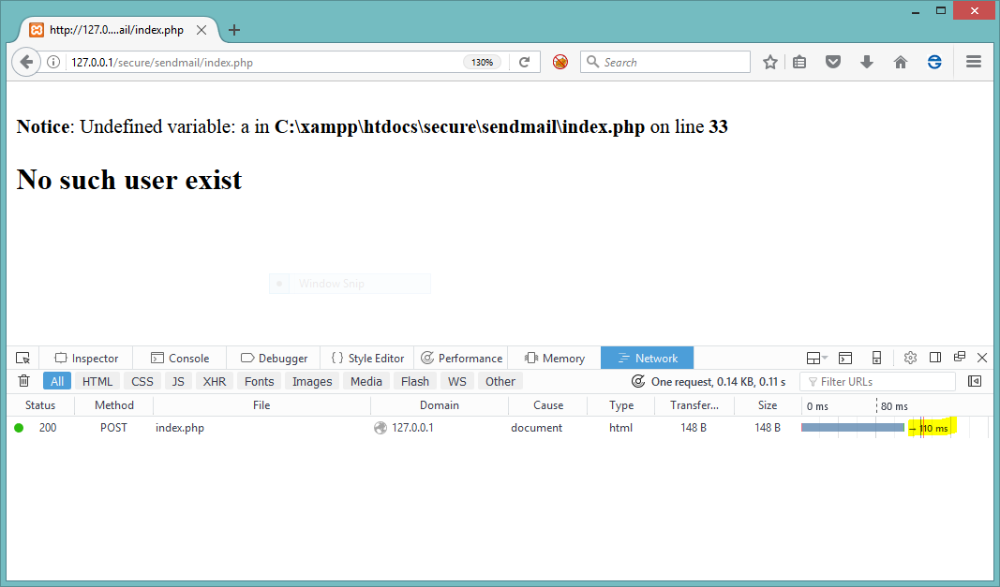 http://127.0....ail/index.php
127.0.0.1/secure/sendmail/index.php 130% Search
Notice: Undefined variable: a in C:\xampp\htdocs\secure\sendmail\index.php on line 33
No such user exist
Window Snip
Inspector Console Debugger Style Editor Performance Memory Network
All HTML CSS JS XHR Fonts Images Media Flash WS Other One request, 0.14 KB, 0.11 s Filter URLs
Status Method File Domain Cause Type Transfer... Size 0 ms 80 ms
200 POST index.php 127.0.0.1 document html 148 B 148 B → 110 ms